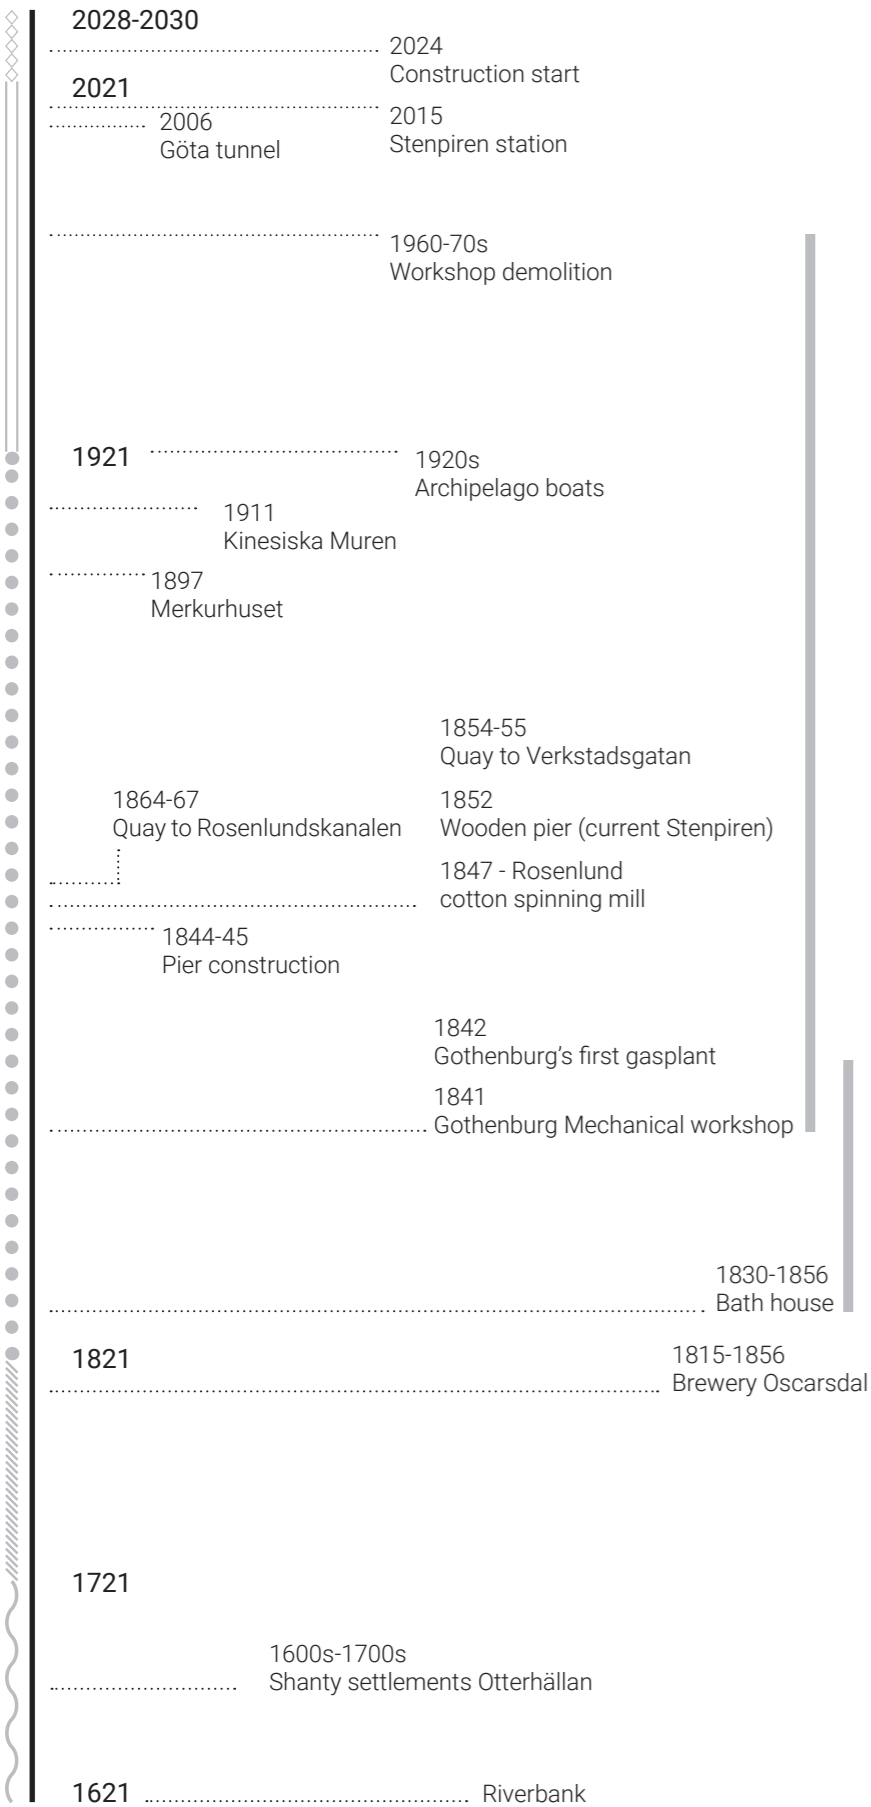 2028-2030
2024
Construction start
2021
2015
Stenpiren station
2006
Göta tunnel
1960-70s
Workshop demolition
1921
1920s
Archipelago boats
1911
Kinesiska Muren
1897
Merkurhuset
1854-55
Quay to Verkstadsgatan
1864-67
Quay to Rosenlundskanalen
1852
Wooden pier (current Stenpiren)
1847 - Rosenlund
cotton spinning mill
1844-45
Pier construction
1842
Gothenburg’s first gasplant
1841
Gothenburg Mechanical workshop
1830-1856
Bath house
1821
1815-1856
Brewery Oscarsdal
1721
1600s-1700s
Shanty settlements Otterhällan
1621
Riverbank